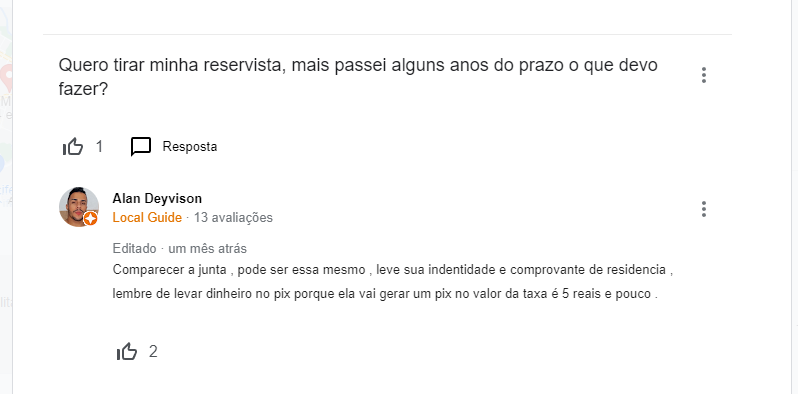 Quero tirar minha reservista, mais passei alguns anos do prazo o que devo
fazer?
1 Resposta
Alan Deyvison
Local Guide · 13 avaliações
Editado · um mês atrás
Comparecer a junta , pode ser essa mesmo , leve sua indentidade e comprovante de residencia ,
lembre de levar dinheiro no pix porque ela vai gerar um pix no valor da taxa é 5 reais e pouco .
2